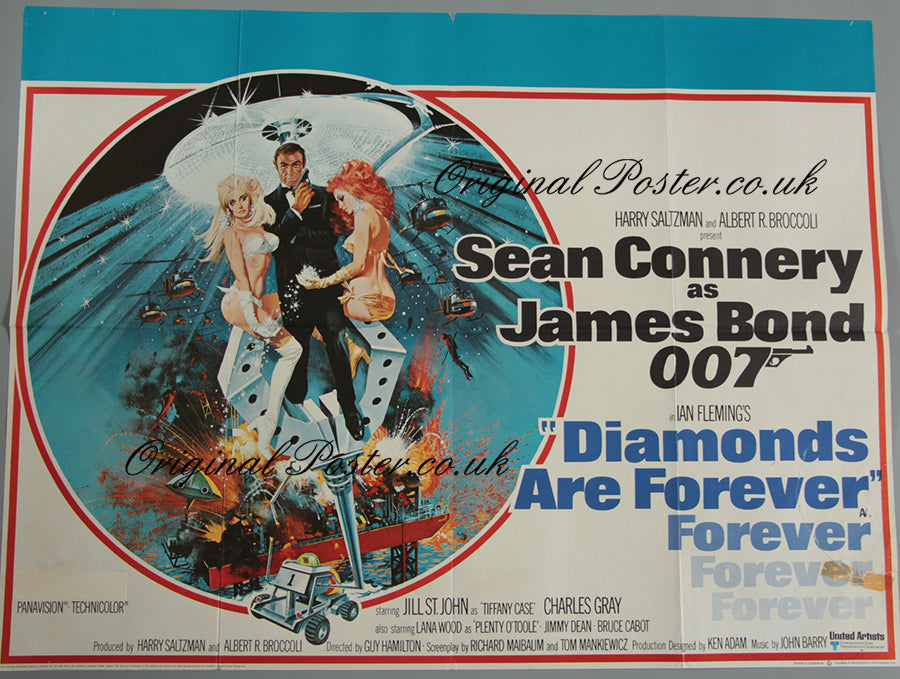 Original Poster.co.uk
HARRY SALTZMAN and ALBERT R. BROCCOLI
present
Sean Connery
as
James Bond
007
in IAN FLEMING'S
"Diamonds
Are Forever"
A.
Forever
Forever
Forever
Original Poster.co.uk
1
PANAVISION® TECHNICOLOR®
starring JILL ST. JOHN as 'TIFFANY CASE' CHARLES GRAY
also starring LANA WOOD as 'PLENTY O'TOOLE' · JIMMY DEAN · BRUCE CABOT
Produced by HARRY SALTZMAN and ALBERT R. BROCCOLI Directed by GUY HAMILTON · Screenplay by RICHARD MAIBAUM and TOM MANKIEWICZ Production Designed by KEN ADAM Music by JOHN BARRY
United Artists